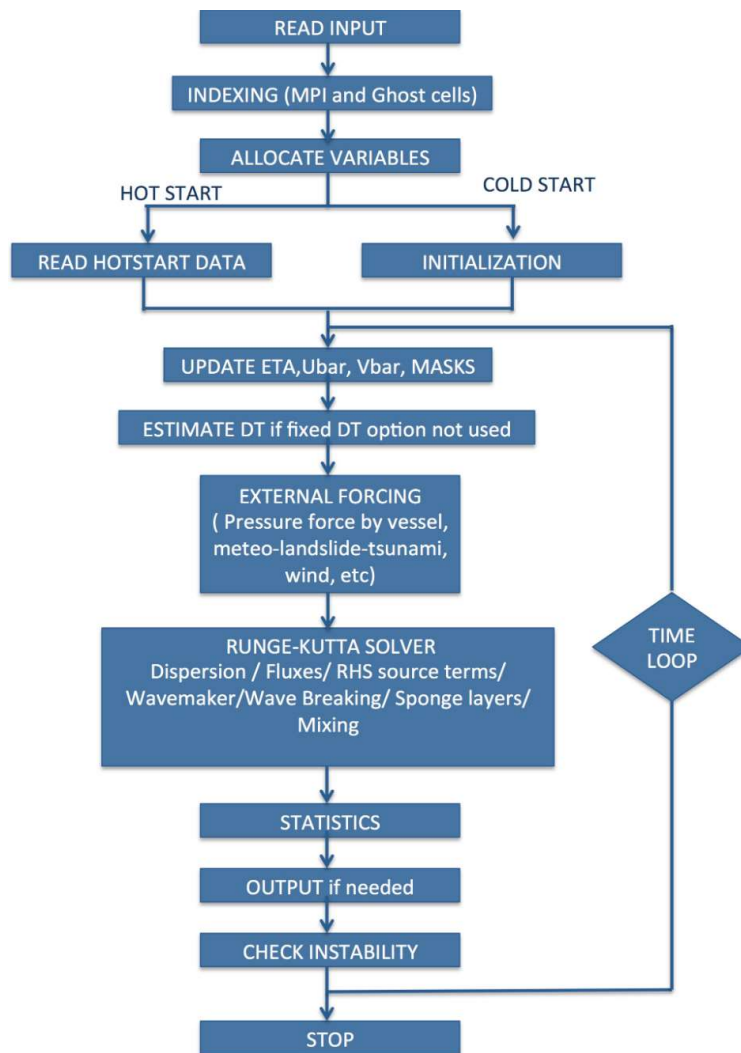 READ INPUT
INDEXING (MPI and Ghost cells)
ALLOCATE VARIABLES
HOT START
COLD START
READ HOTSTART DATA
INITIALIZATION
UPDATE ETA,Ubar, Vbar, MASKS
ESTIMATE DT if fixed DT option not used
EXTERNAL FORCING
( Pressure force by vessel,
meteo-landslide-tsunami,
wind, etc)
RUNGE-KUTTA SOLVER
Dispersion / Fluxes/ RHS source terms/
Wavemaker/Wave Breaking/ Sponge layers/
Mixing
TIME
LOOP
STATISTICS
OUTPUT if needed
CHECK INSTABILITY
STOP